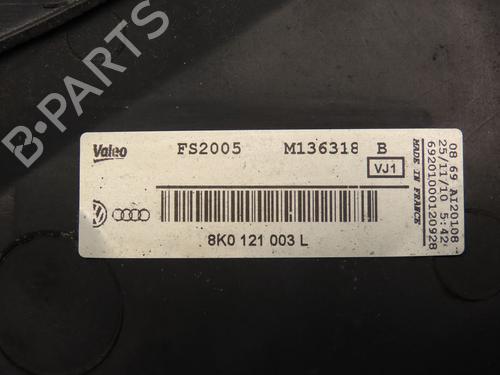 B-PARTS
Valeo FS2005 M136318 B
VJ1
8K0 121 003 L
08 69 AI20108
25/11/10 5:42
69201000120928
MADE IN FRANCE